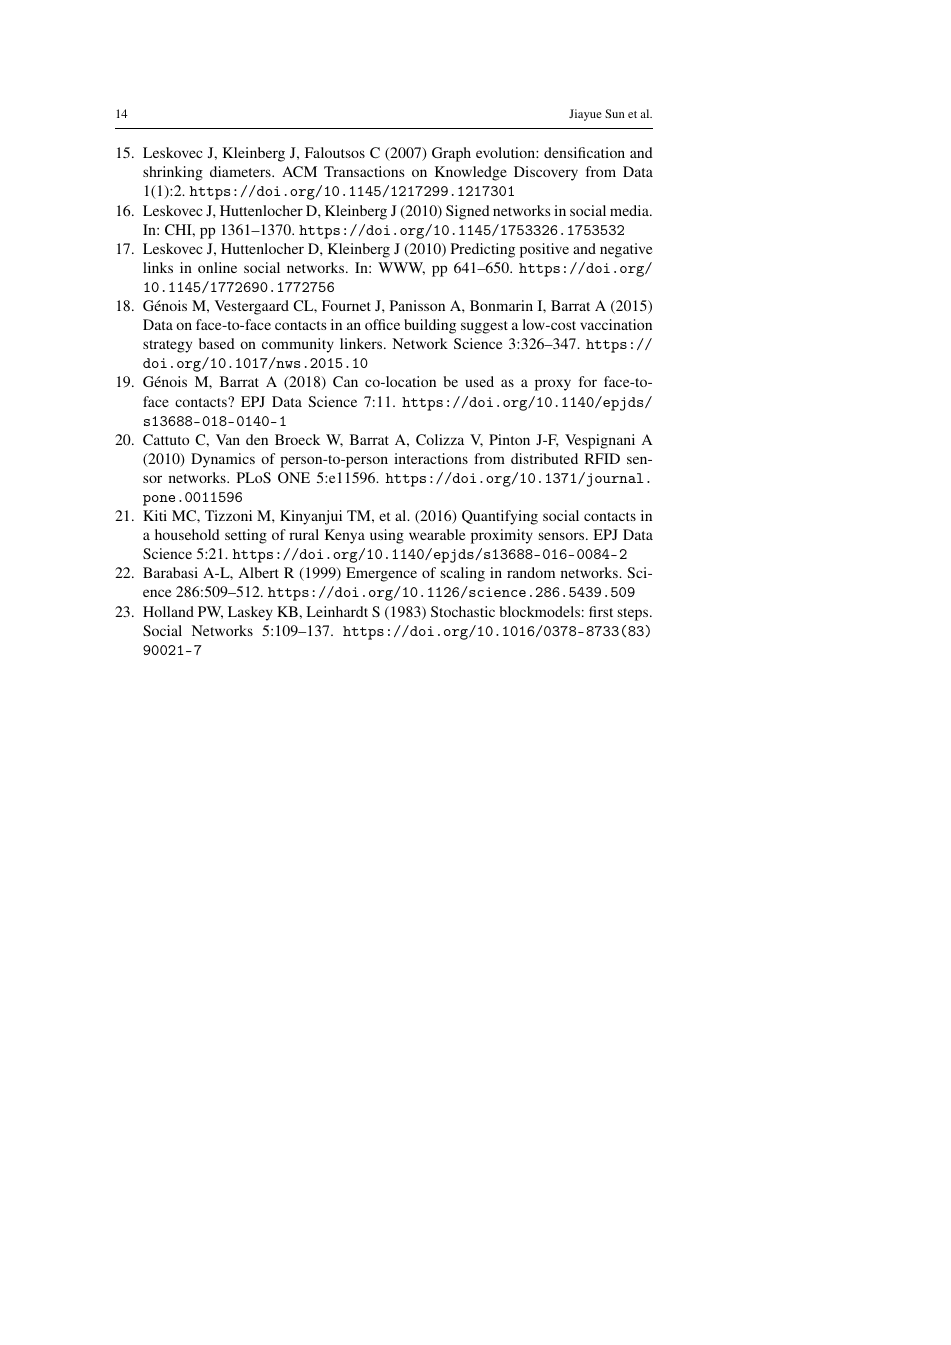 14 Jiayue Sun et al.
15. Leskovec J, Kleinberg J, Faloutsos C (2007) Graph evolution: densification and
shrinking diameters. ACM Transactions on Knowledge Discovery from Data
1(1):2. https://doi.org/10.1145/1217299.1217301
16. Leskovec J, Huttenlocher D, Kleinberg J (2010) Signed networks in social media.
In: CHI, pp 1361–1370. https://doi.org/10.1145/1753326.1753532
17. Leskovec J, Huttenlocher D, Kleinberg J (2010) Predicting positive and negative
links in online social networks. In: WWW, pp 641–650. https://doi.org/
10.1145/1772690.1772756
18. Génois M, Vestergaard CL, Fournet J, Panisson A, Bonmarin I, Barrat A (2015)
Data on face-to-face contacts in an office building suggest a low-cost vaccination
strategy based on community linkers. Network Science 3:326–347. https://
doi.org/10.1017/nws.2015.10
19. Génois M, Barrat A (2018) Can co-location be used as a proxy for face-to-
face contacts? EPJ Data Science 7:11. https://doi.org/10.1140/epjds/
s13688-018-0140-1
20. Cattuto C, Van den Broeck W, Barrat A, Colizza V, Pinton J-F, Vespignani A
(2010) Dynamics of person-to-person interactions from distributed RFID sen-
sor networks. PLoS ONE 5:e11596. https://doi.org/10.1371/journal.
pone.0011596
21. Kiti MC, Tizzoni M, Kinyanjui TM, et al. (2016) Quantifying social contacts in
a household setting of rural Kenya using wearable proximity sensors. EPJ Data
Science 5:21. https://doi.org/10.1140/epjds/s13688-016-0084-2
22. Barabasi A-L, Albert R (1999) Emergence of scaling in random networks. Sci-
ence 286:509–512. https://doi.org/10.1126/science.286.5439.509
23. Holland PW, Laskey KB, Leinhardt S (1983) Stochastic blockmodels: first steps.
Social Networks 5:109–137. https://doi.org/10.1016/0378-8733(83)
90021-7